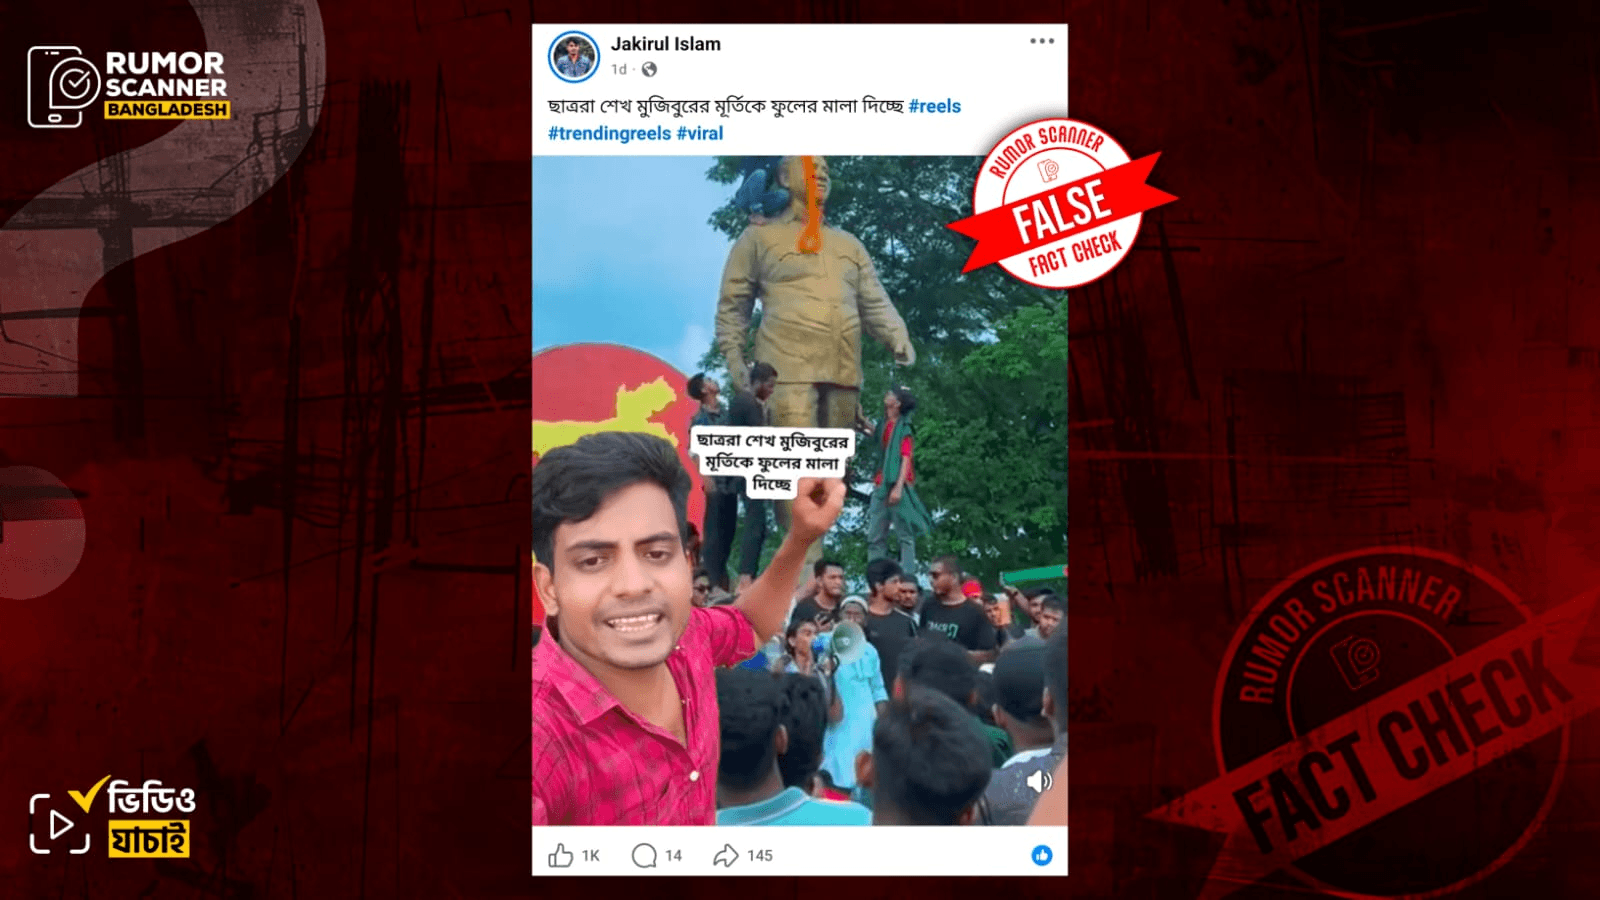 RUMOR
SCANNER
BANGLADESH
Jakirul Islam
1d
ছাত্ররা শেখ মুজিবুরের মূর্তিকে ফুলের মালা দিচ্ছে #reels
#trendingreels #viral
RUMOR SCANNER
FALSE
FACT CHECK
ছাত্ররা শেখ মুজিবুরের
মূর্তিকে ফুলের মালা
দিচ্ছে
1K
14
145
ভিডিও
যাচাই
RUMOR SCANNER
FACT CHECK